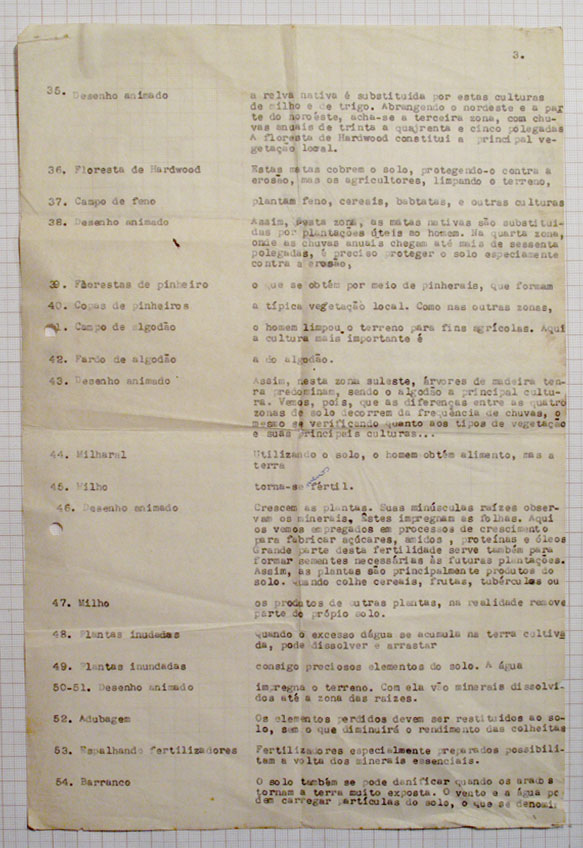 3.
35. Desenho animado a relva nativa é substituida por estas culturas
de milho e de trigo. Abrangendo o nordeste e a par
te do noroéste, acha-se a terceira zona, com chu-
vas anuais de trinta a quajrenta e cinco polegadas
A floresta de Hardwood constitui a principal ve-
getação local.
36. Floresta de Hardwood Estas matas cobrem o solo, protegendo-o contra a
erosão, mas os agricultores, limpando o terreno,
37. Campo de feno plantam feno, cereais, babtatas, e outras culturas
38. Desenho animado Assim, nesta zona, as matas nativas são substitui-
das por plantações úteis ao homem. Na quarta zona,
onde as chuvas anuais chegam até mais de sessenta
polegadas, é preciso proteger o solo especialmente
contra a erosão,
39. Florestas de pinheiro o que se obtém por meio de pinherais, que formam
40. Copas de pinheiros a típica vegetação local. Como nas outras zonas,
41. Campo de algodão o homem limpou o terreno para fins agrícolas. Aqui
a cultura mais importante é
42. Fardo de algodão a do algodão.
43. Desenho animado Assim, nesta zona suleste, árvores de madeira ten-
ra predominam, sendo o algodão a principal cultu-
ra. Vemos, pois, que as diferenças entre as quatro
zonas de solo decorrem da frequência de chuvas, o
mesmo se verificando quanto aos tipos de vegetação
e suas principais culturas...
44. Milharal Utilizando o solo, o homem obtém alimento, mas a
terra
45. Milho torna-se fértil.
46. Desenho animado Crescem as plantas. Suas minúsculas raízes obser-
vam os minerais. Êstes impregnam as folhas. Aqui
os vemos empregados em processos de crescimento
para fabricar açúcares, amidos , proteínas e óleos
Grande parte desta fertilidade serve também para
formar sementes necessárias às futuras plantações.
Assim, as plantas são principalmente produtos do
solo. Quando colhe cereais, frutas, tubérculos ou
47. Milho os produtos de outras plantas, na realidade remove
parte do própio solo.
48. Plantas inudadas quando o excesso dágua se acumula na terra cultiva
da, pode dissolver e arrastar
49. Plantas inundadas consigo preciosos elementos do solo. A água
50-51. Desenho animado impregna o terreno. Com ela vão minerais dissolvi-
dos até a zona das raízes.
52. Adubagem Os elementos perdidos devem ser restituidos ao so-
lo, sem o que diminuirá o rendimento das colheitas
53. Espalhando fertilizadores Fertilizadores especialmente preparados possibili-
tam a volta dos minerais essenciais.
54. Barranco O solo também se pode danificar quando os arados
tornam a terra muito exposta. O vento e a água po
dem carregar partículas do solo, o que se denomi